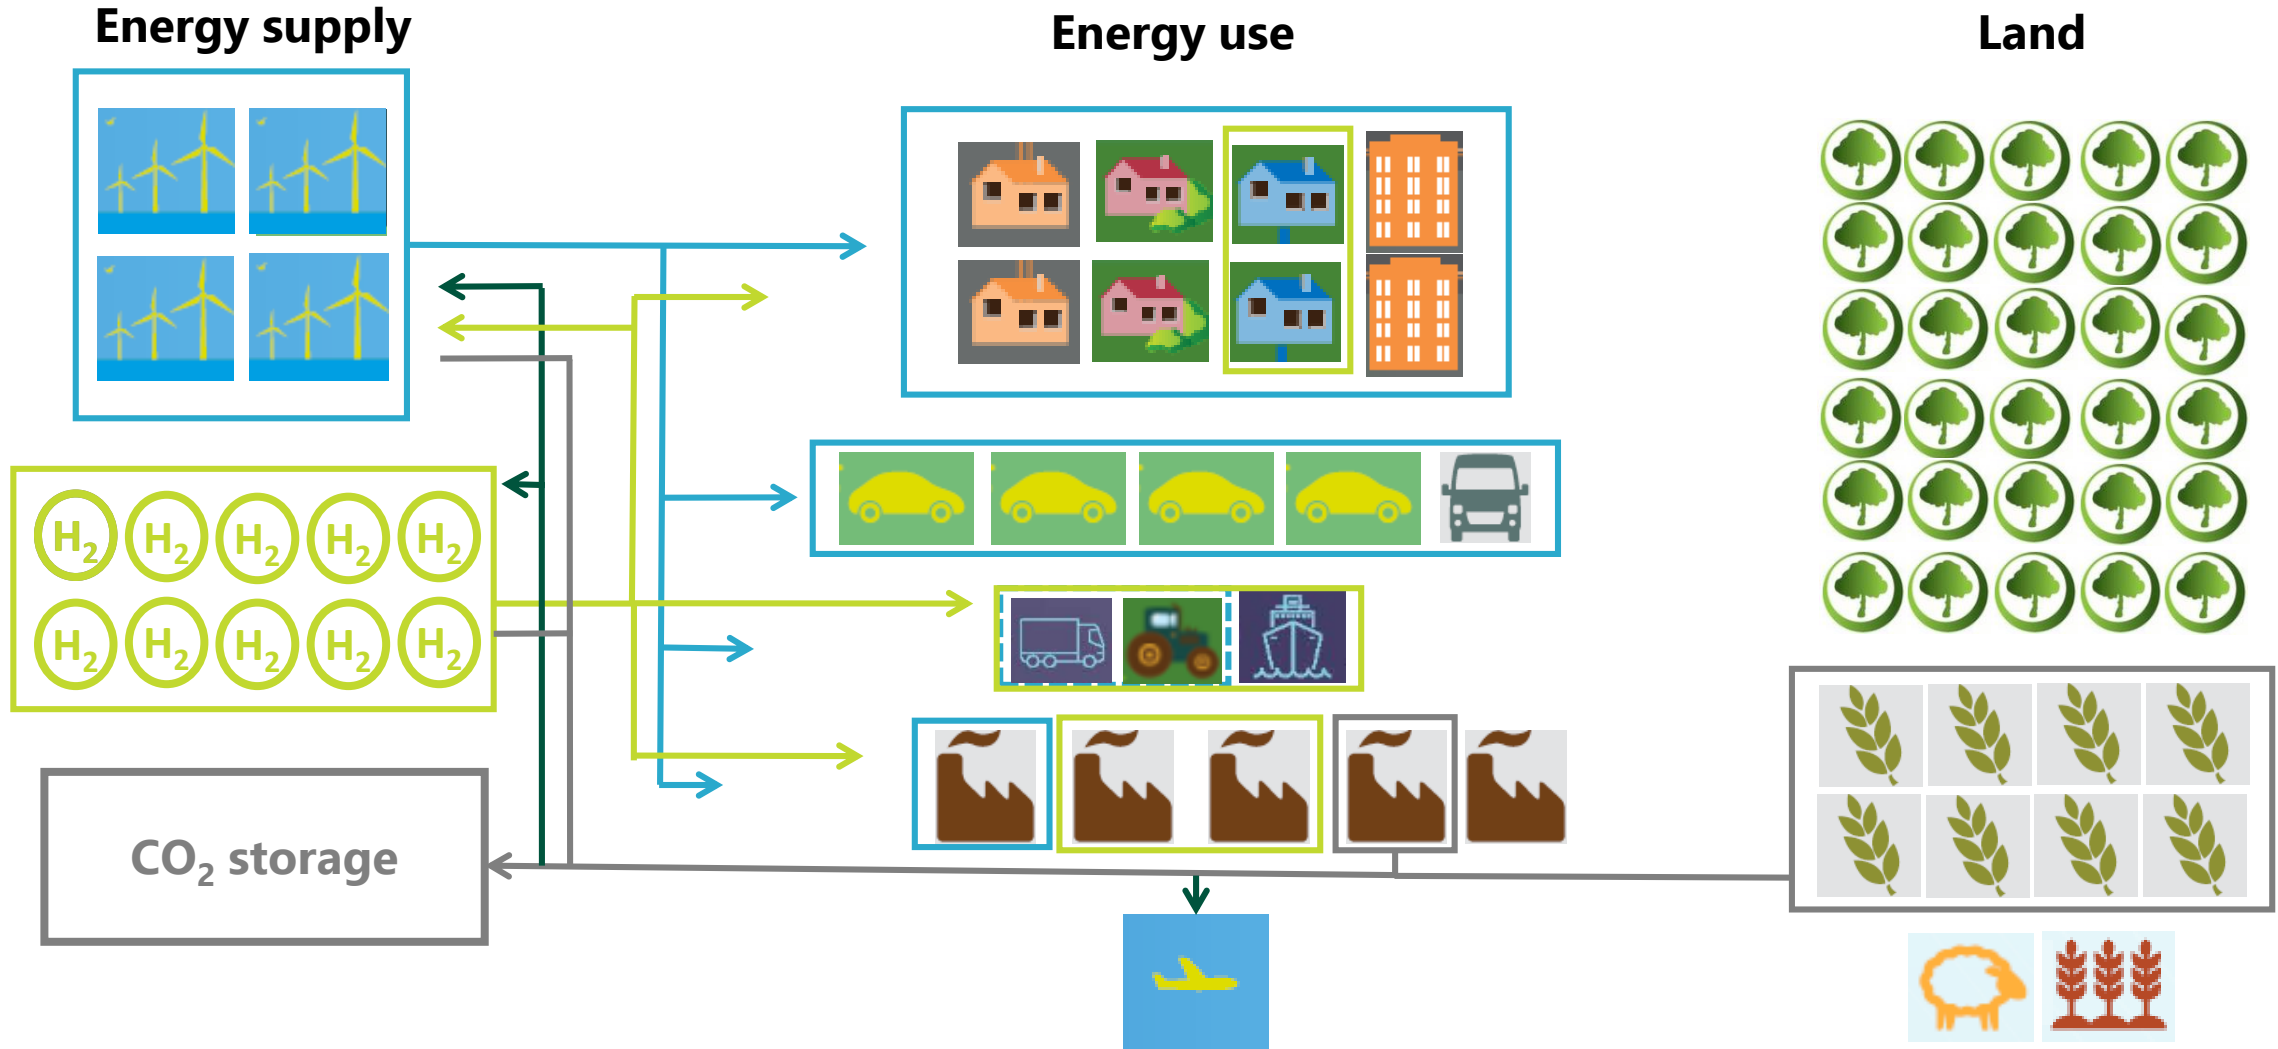 Energy supply
Energy use
Land
H₂ H₂ H₂ H₂ H₂
H₂ H₂ H₂ H₂ H₂
CO₂ storage